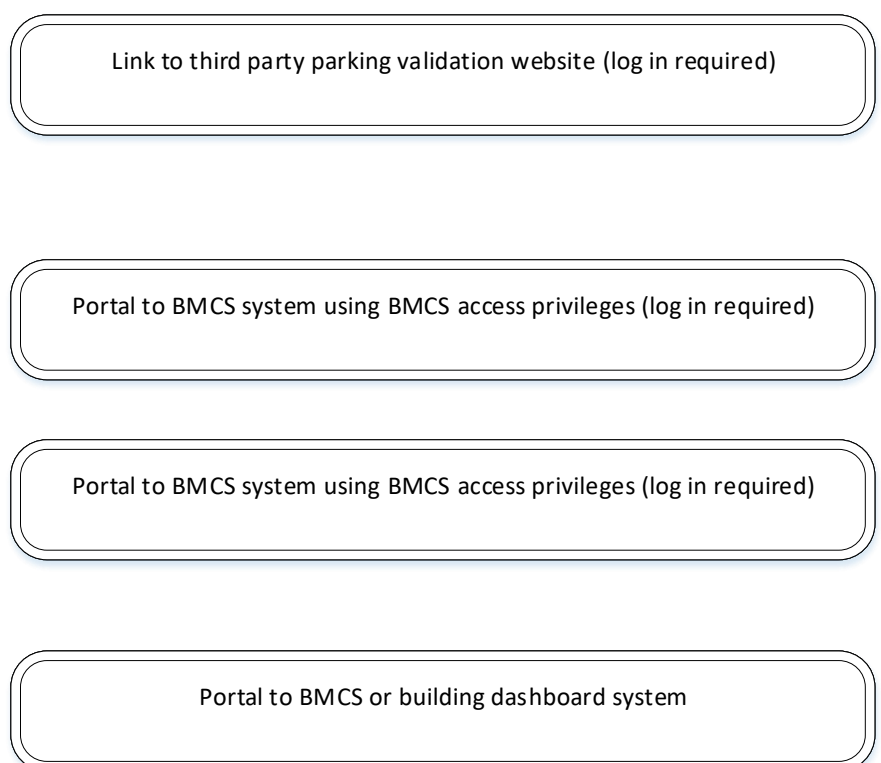 Link to third party parking validation website (log in required)
Portal to BMCS system using BMCS access privileges (log in required)
Portal to BMCS system using BMCS access privileges (log in required)
Portal to BMCS or building dashboard system